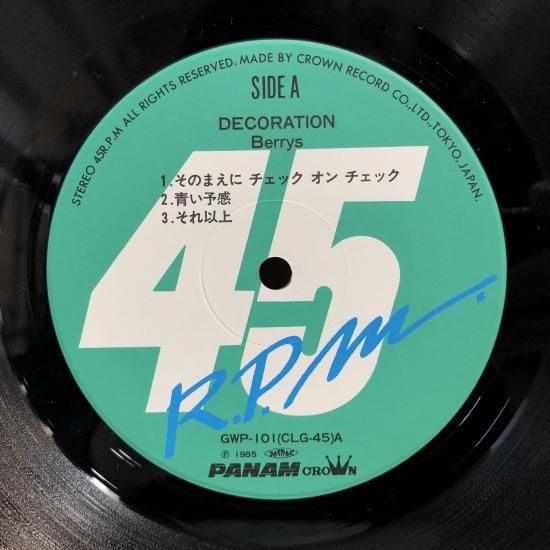 STEREO 45R.P.M ALL RIGHTS RESERVED. MADE BY CROWN RECORD CO.,LTD., TOKYO, JAPAN.
SIDE A
DECORATION
Berrys
1.そのまえに チェック オン チェック
2.青い予感
3.それ以上
45
R.P.M.
GWP-101(CLG-45)A
Ⓟ 1985 JASRAC
PANAM CROWN